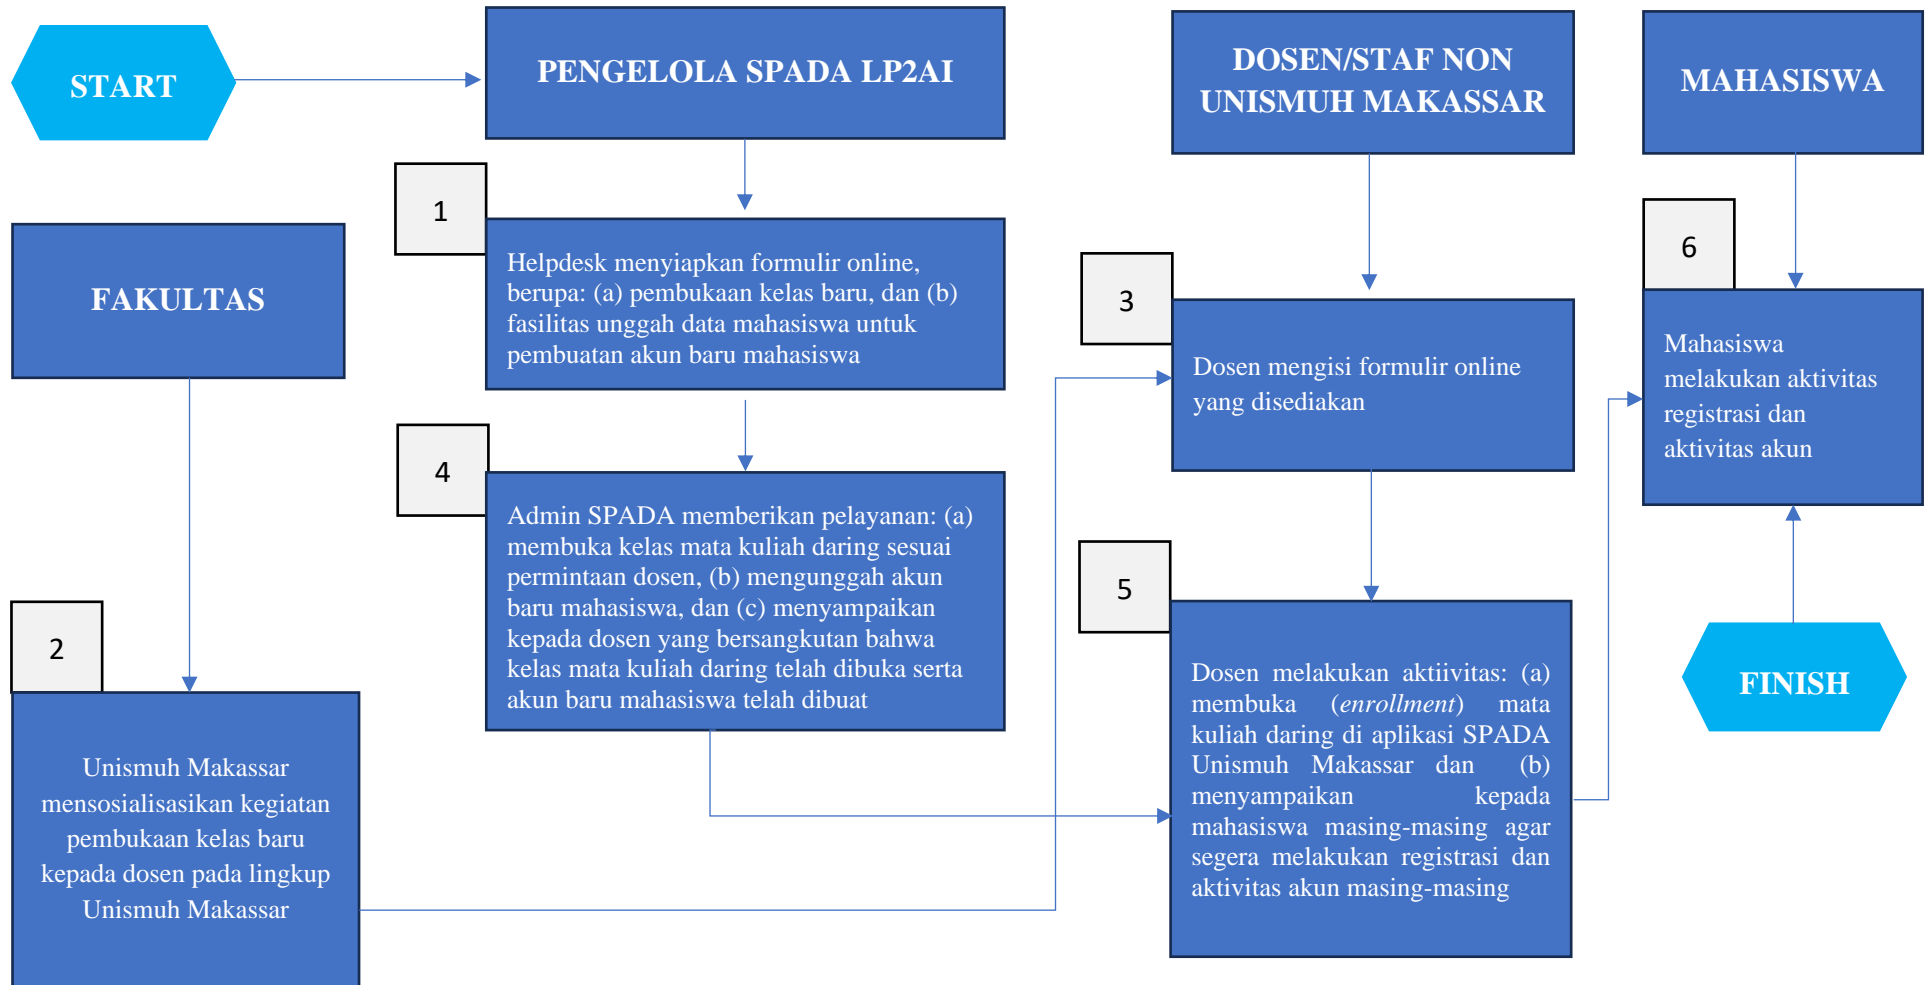 START
PENGELOLA SPADA LP2AI
DOSEN/STAF NON
UNISMUH MAKASSAR
MAHASISWA
FAKULTAS
1
Helpdesk menyiapkan formulir online,
berupa: (a) pembukaan kelas baru, dan (b)
fasilitas unggah data mahasiswa untuk
pembuatan akun baru mahasiswa
2
Unismuh Makassar
mensosialisasikan kegiatan
pembukaan kelas baru
kepada dosen pada lingkup
Unismuh Makassar
3
Dosen mengisi formulir online
yang disediakan
4
Admin SPADA memberikan pelayanan: (a)
membuka kelas mata kuliah daring sesuai
permintaan dosen, (b) mengunggah akun
baru mahasiswa, dan (c) menyampaikan
kepada dosen yang bersangkutan bahwa
kelas mata kuliah daring telah dibuka serta
akun baru mahasiswa telah dibuat
5
Dosen melakukan aktiivitas: (a)
membuka (enrollment) mata
kuliah daring di aplikasi SPADA
Unismuh Makassar dan (b)
menyampaikan kepada
mahasiswa masing-masing agar
segera melakukan registrasi dan
aktivitas akun masing-masing
6
Mahasiswa
melakukan aktivitas
registrasi dan
aktivitas akun
FINISH